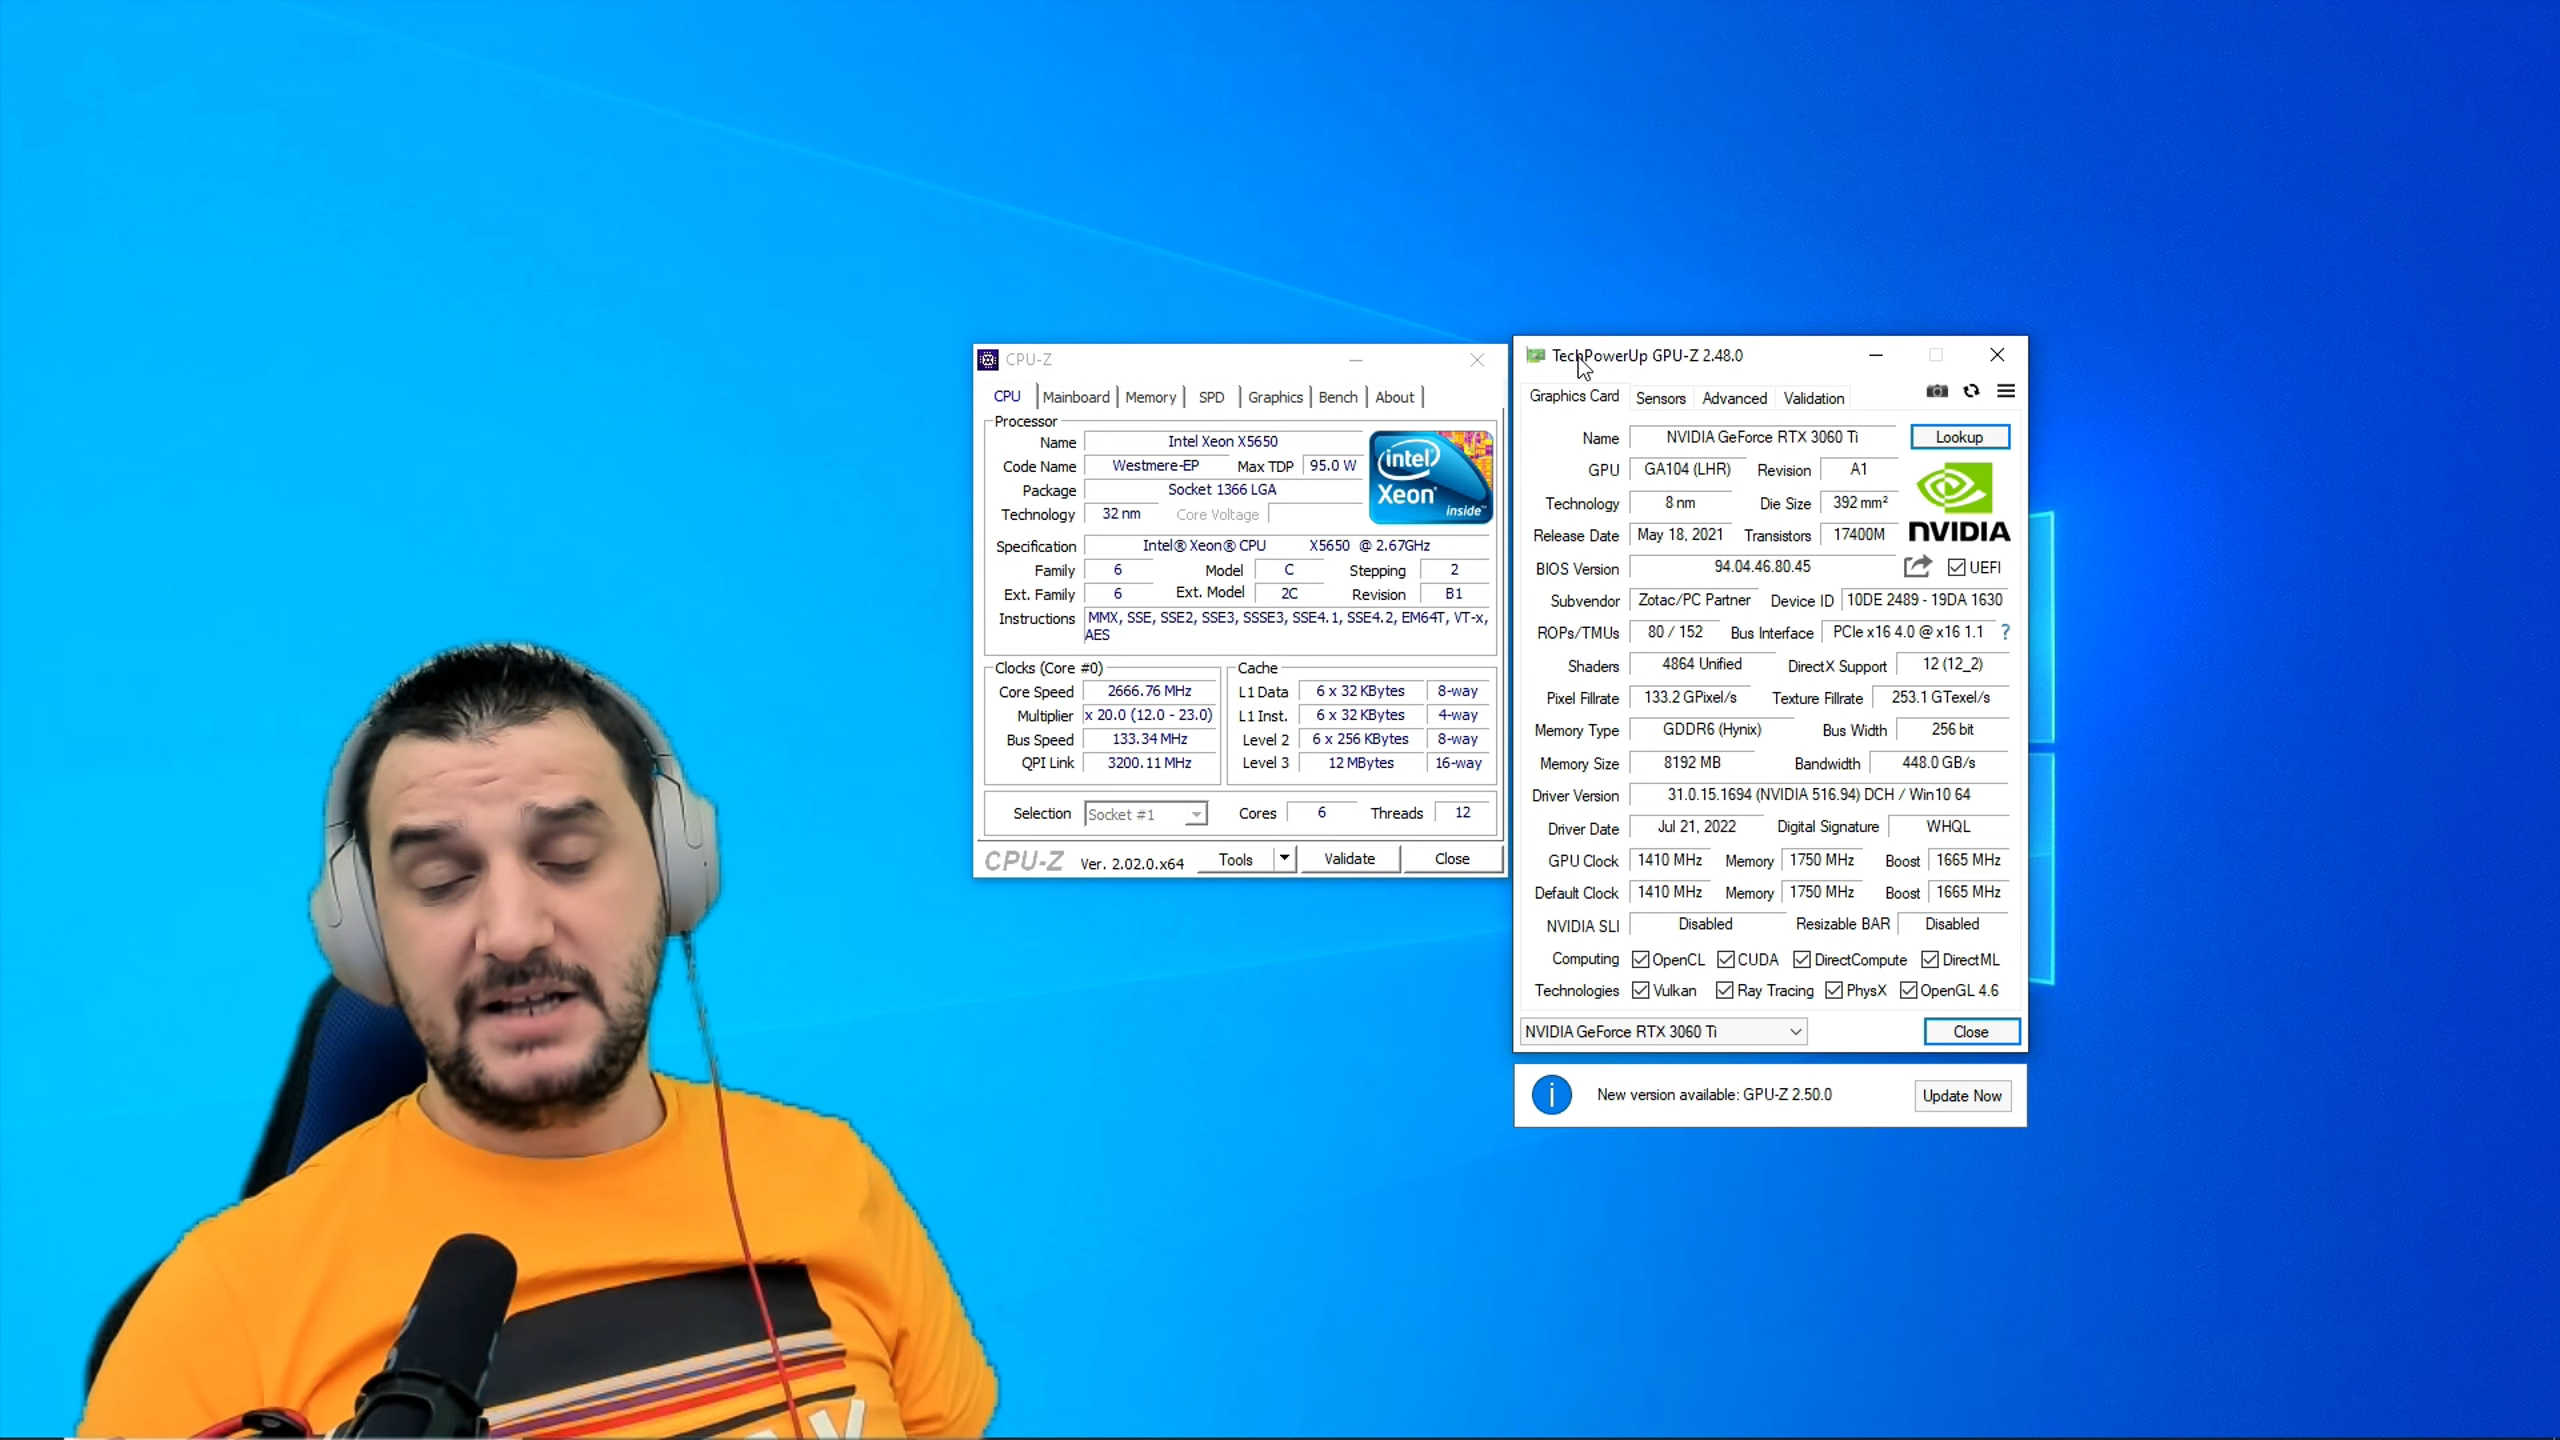 CPU-Z
CPU Mainboard Memory SPD Graphics Bench About
Processor
Name Intel Xeon X5650
Code Name Westmere-EP Max TDP 95.0 W
Package Socket 1366 LGA
Technology 32 nm Core Voltage
intel Xeon inside™
Specification Intel® Xeon® CPU X5650 @ 2.67GHz
Family 6 Model C Stepping 2
Ext. Family 6 Ext. Model 2C Revision B1
Instructions MMX, SSE, SSE2, SSE3, SSSE3, SSE4.1, SSE4.2, EM64T, VT-x,
AES
Clocks (Core #0)
Core Speed 2666.76 MHz
Multiplier x 20.0 (12.0 - 23.0)
Bus Speed 133.34 MHz
QPI Link 3200.11 MHz
Cache
L1 Data 6 x 32 KBytes 8-way
L1 Inst. 6 x 32 KBytes 4-way
Level 2 6 x 256 KBytes 8-way
Level 3 12 MBytes 16-way
Selection Socket #1 Cores 6 Threads 12
CPU-Z Ver. 2.02.0.x64 Tools Validate Close
TechPowerUp GPU-Z 2.48.0
Graphics Card Sensors Advanced Validation
Name NVIDIA GeForce RTX 3060 Ti Lookup
GPU GA104 (LHR) Revision A1
Technology 8 nm Die Size 392 mm²
Release Date May 18, 2021 Transistors 17400M
NVIDIA
BIOS Version 94.04.46.80.45 UEFI
Subvendor Zotac/PC Partner Device ID 10DE 2489 - 19DA 1630
ROPs/TMUs 80 / 152 Bus Interface PCIe x16 4.0 @ x16 1.1 ?
Shaders 4864 Unified DirectX Support 12 (12_2)
Pixel Fillrate 133.2 GPixel/s Texture Fillrate 253.1 GTexel/s
Memory Type GDDR6 (Hynix) Bus Width 256 bit
Memory Size 8192 MB Bandwidth 448.0 GB/s
Driver Version 31.0.15.1694 (NVIDIA 516.94) DCH / Win10 64
Driver Date Jul 21, 2022 Digital Signature WHQL
GPU Clock 1410 MHz Memory 1750 MHz Boost 1665 MHz
Default Clock 1410 MHz Memory 1750 MHz Boost 1665 MHz
NVIDIA SLI Disabled Resizable BAR Disabled
Computing OpenCL CUDA DirectCompute DirectML
Technologies Vulkan Ray Tracing PhysX OpenGL 4.6
NVIDIA GeForce RTX 3060 Ti Close
New version available: GPU-Z 2.50.0 Update Now